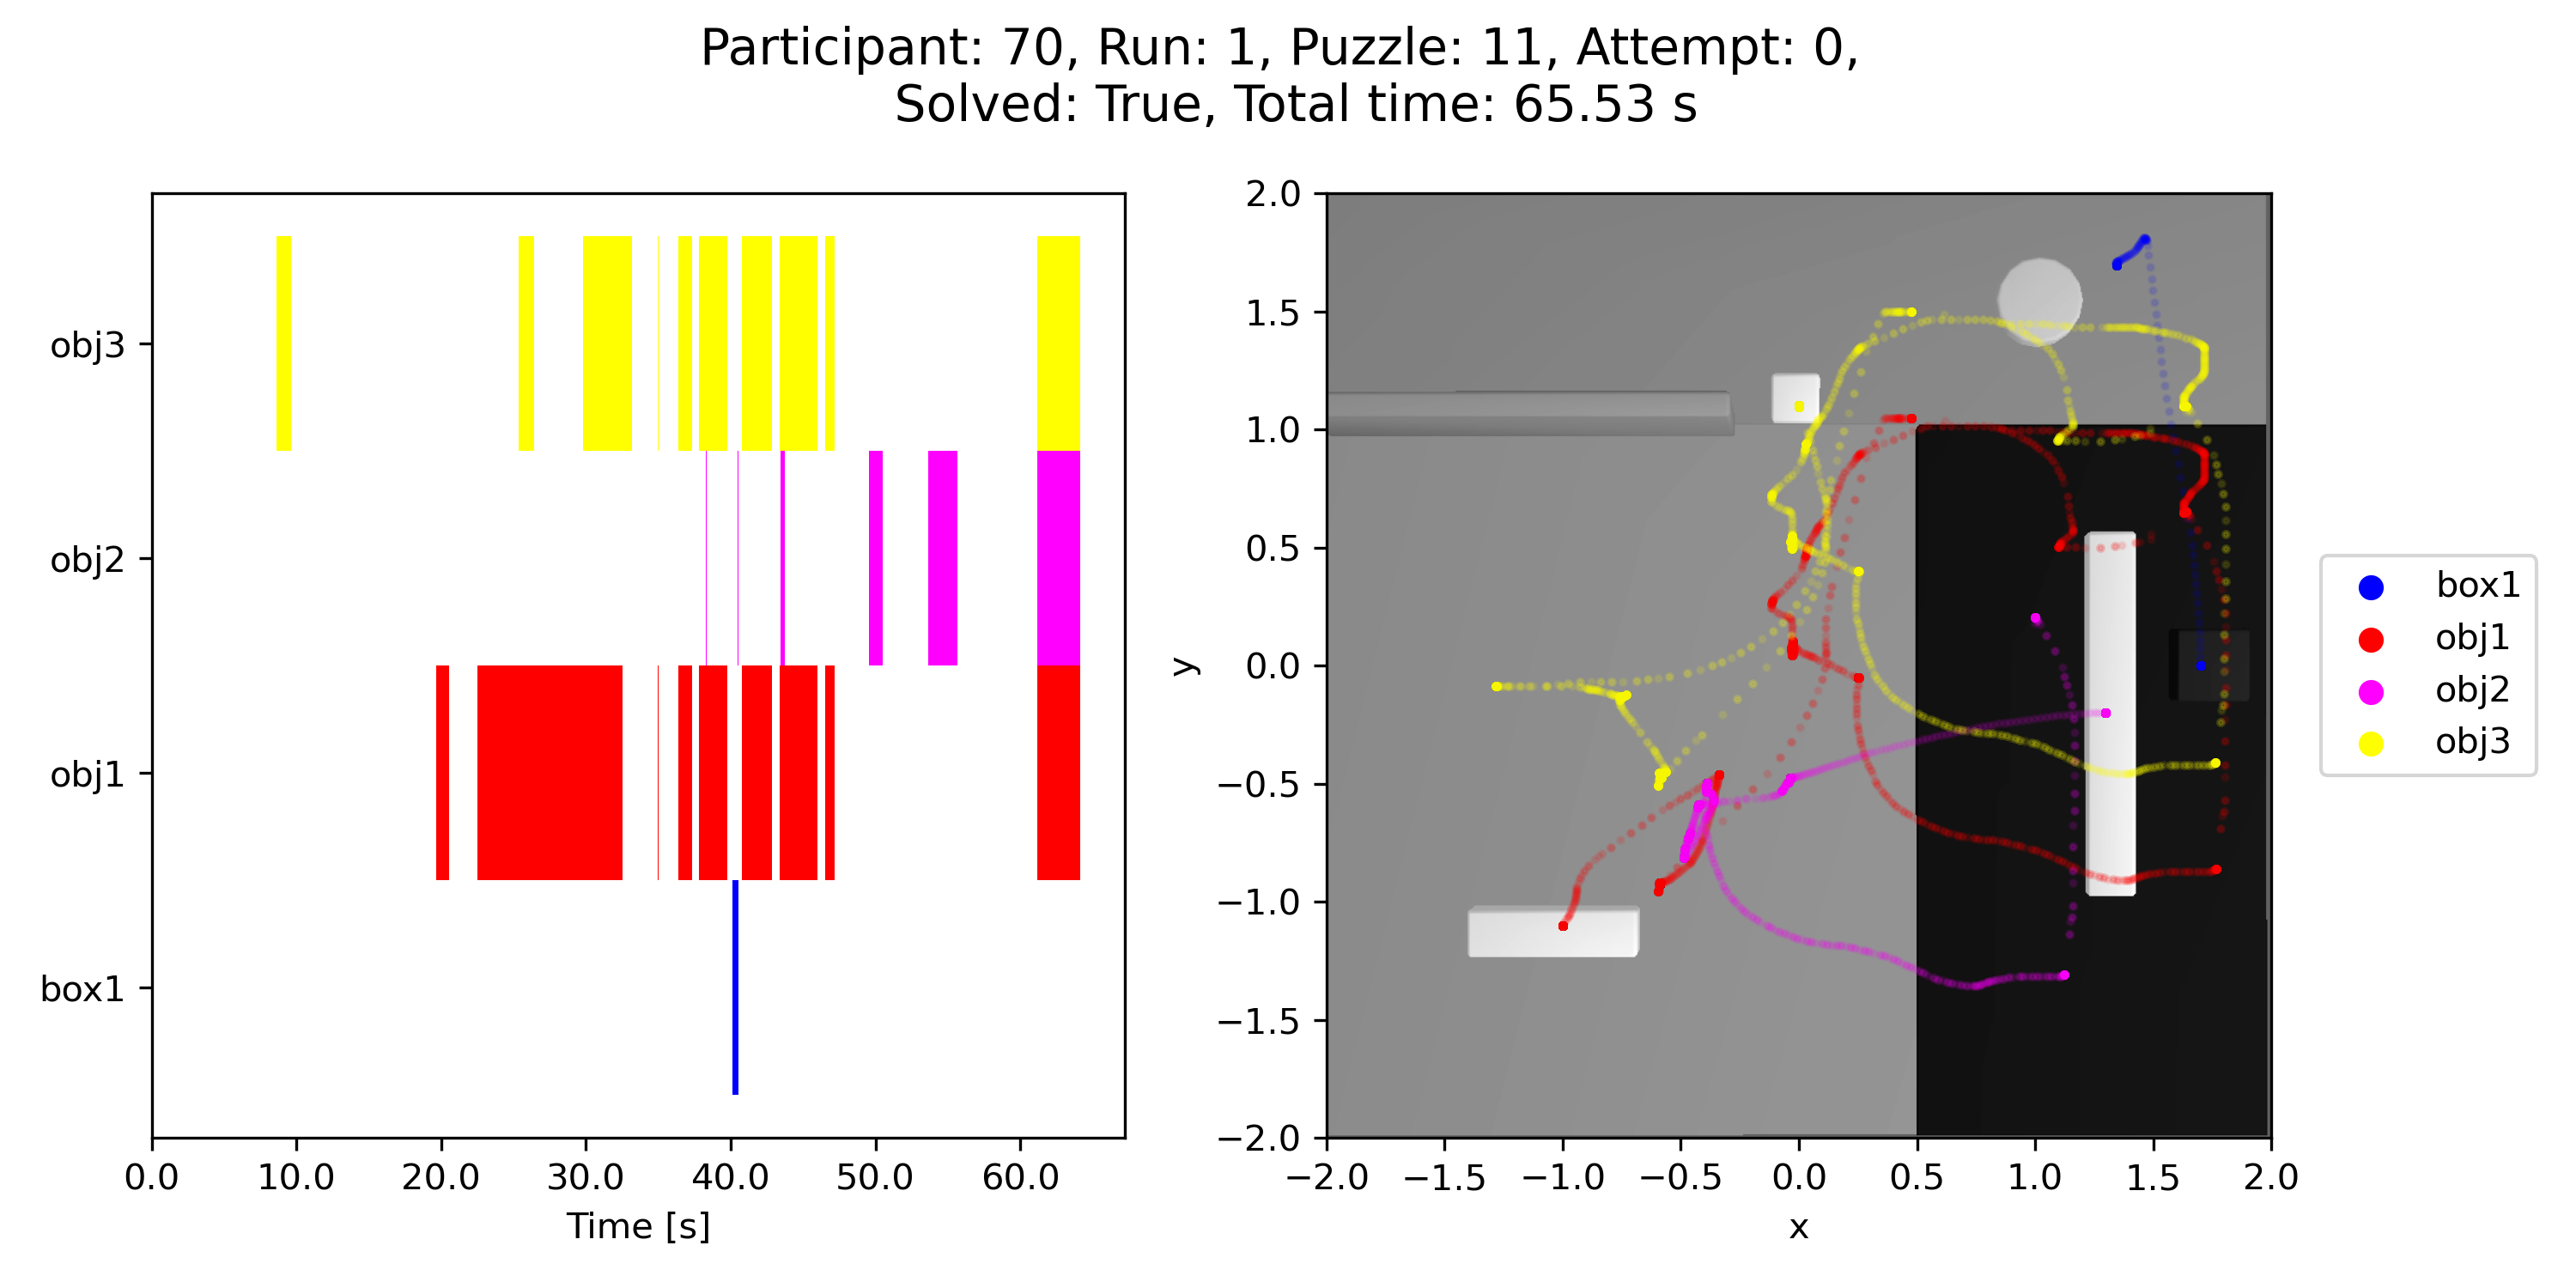 Participant: 70, Run: 1, Puzzle: 11, Attempt: 0,
Solved: True, Total time: 65.53 s
obj3
obj2
obj1
box1
0.0 10.0 20.0 30.0 40.0 50.0 60.0
Time [s]
2.0
1.5
1.0
0.5
0.0
−0.5
−1.0
−1.5
−2.0
y
−2.0 −1.5 −1.0 −0.5 0.0 0.5 1.0 1.5 2.0
x
box1
obj1
obj2
obj3